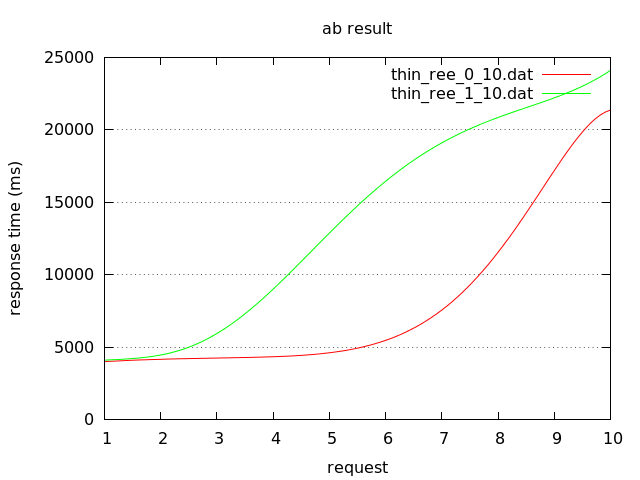 ab result
25000
20000
15000
10000
5000
0
response time (ms)
thin_ree_0_10.dat
thin_ree_1_10.dat
1 2 3 4 5 6 7 8 9 10
request